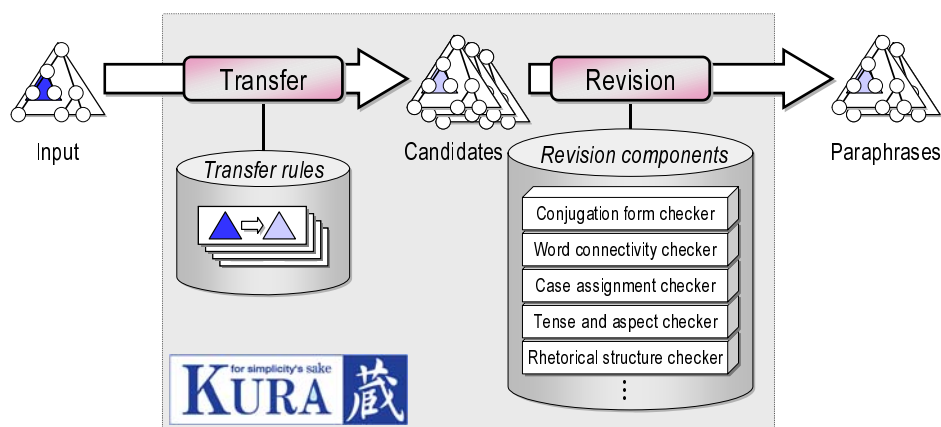 Transfer
Revision
Input
Candidates
Paraphrases
Transfer rules
Revision components
Conjugation form checker
Word connectivity checker
Case assignment checker
Tense and aspect checker
Rhetorical structure checker
for simplicity's sake
KURA 蔵